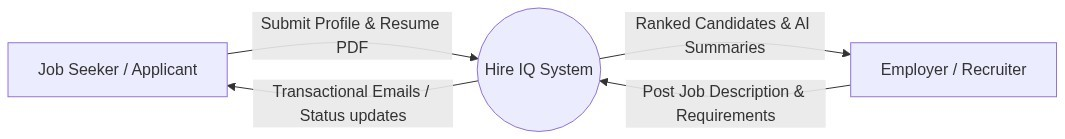 Submit Profile & Resume
PDF
Ranked Candidates & AI
Summaries
Job Seeker / Applicant
Hire IQ System
Employer / Recruiter
Transactional Emails /
Status updates
Post Job Description &
Requirements